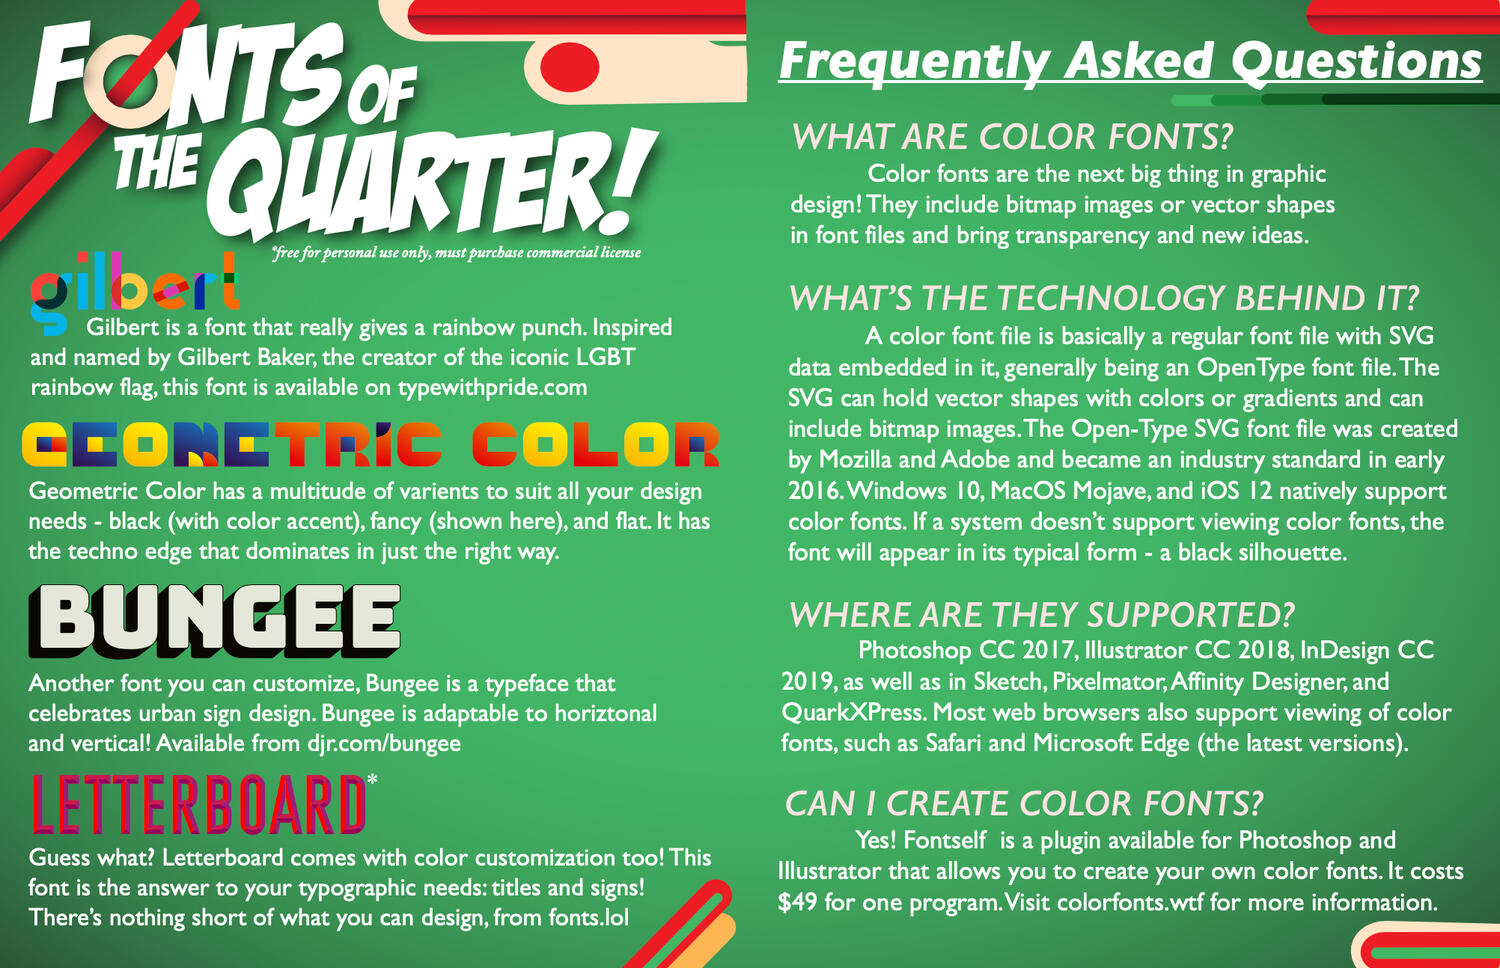 FONTS OF
THE QUARTER!
*free for personal use only, must purchase commercial license
gilbert
Gilbert is a font that really gives a rainbow punch. Inspired
and named by Gilbert Baker, the creator of the iconic LGBT
rainbow flag, this font is available on typewithpride.com
GEOMETRIC COLOR
Geometric Color has a multitude of varients to suit all your design
needs - black (with color accent), fancy (shown here), and flat. It has
the techno edge that dominates in just the right way.
BUNGEE
Another font you can customize, Bungee is a typeface that
celebrates urban sign design. Bungee is adaptable to horiztonal
and vertical! Available from djr.com/bungee
LETTERBOARD*
Guess what? Letterboard comes with color customization too! This
font is the answer to your typographic needs: titles and signs!
There's nothing short of what you can design, from fonts.lol
Frequently Asked Questions
WHAT ARE COLOR FONTS?
Color fonts are the next big thing in graphic
design! They include bitmap images or vector shapes
in font files and bring transparency and new ideas.
WHAT'S THE TECHNOLOGY BEHIND IT?
A color font file is basically a regular font file with SVG
data embedded in it, generally being an OpenType font file. The
SVG can hold vector shapes with colors or gradients and can
include bitmap images. The Open-Type SVG font file was created
by Mozilla and Adobe and became an industry standard in early
2016. Windows 10, MacOS Mojave, and iOS 12 natively support
color fonts. If a system doesn't support viewing color fonts, the
font will appear in its typical form - a black silhouette.
WHERE ARE THEY SUPPORTED?
Photoshop CC 2017, Illustrator CC 2018, InDesign CC
2019, as well as in Sketch, Pixelmator, Affinity Designer, and
QuarkXPress. Most web browsers also support viewing of color
fonts, such as Safari and Microsoft Edge (the latest versions).
CAN I CREATE COLOR FONTS?
Yes! Fontself is a plugin available for Photoshop and
Illustrator that allows you to create your own color fonts. It costs
$49 for one program. Visit colorfonts.wtf for more information.